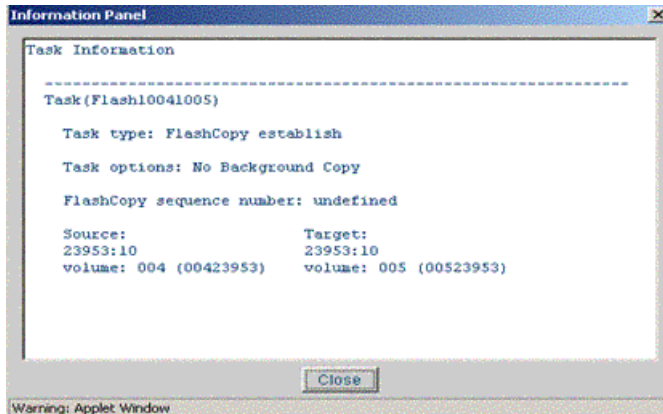 Information Panel
Task Information
--------------------------------------------------------------
Task(Flash10041005)
Task type: FlashCopy establish
Task options: No Background Copy
FlashCopy sequence number: undefined
Source: Target:
23953:10 23953:10
volume: 004 (00423953) volume: 005 (00523953)
Close
Warning: Applet Window